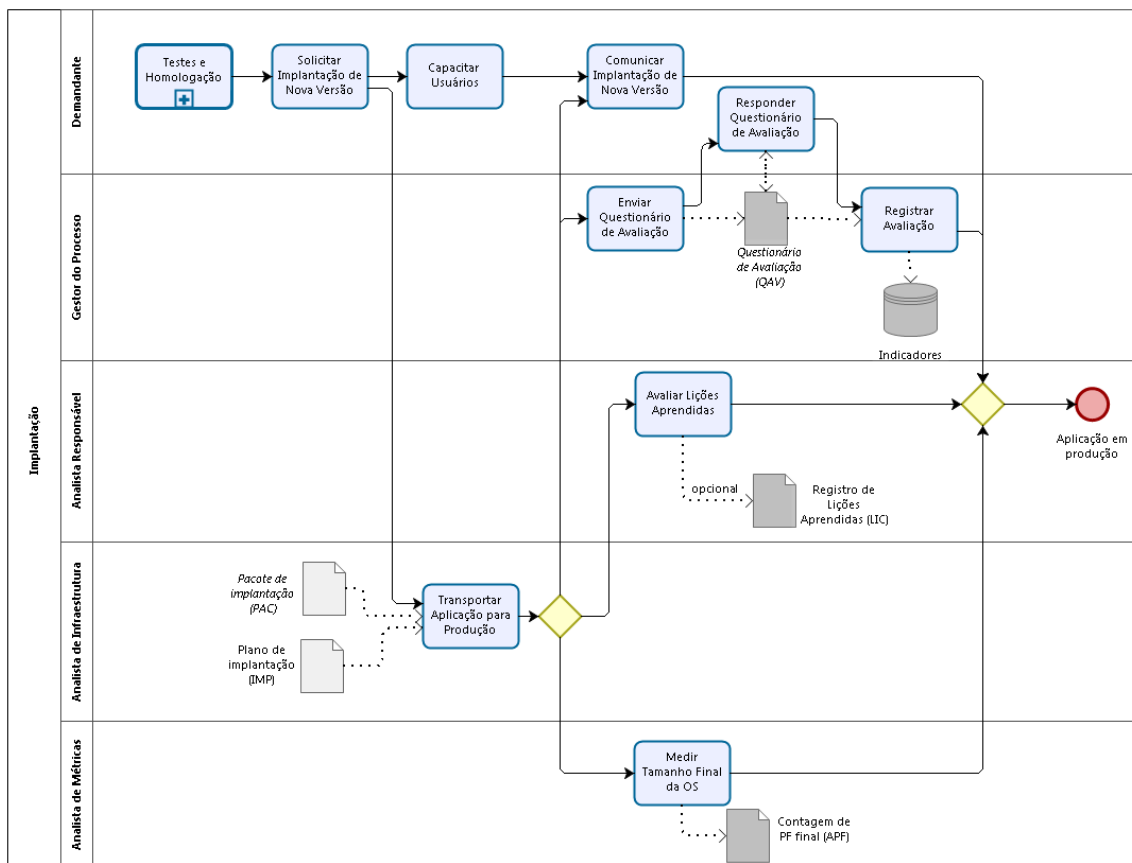 Implantação
Demandante
Testes e
Homologação
Solicitar
Implantação de
Nova Versão
Capacitar
Usuários
Comunicar
Implantação de
Nova Versão
Responder
Questionário
de Avaliação
Gestor do Processo
Enviar
Questionário
de Avaliação
Questionário
de Avaliação
(QAV)
Registrar
Avaliação
Indicadores
Analista Responsável
Avaliar Lições
Aprendidas
opcional
Registro de
Lições
Aprendidas (LIC)
Aplicação em
produção
Analista de Infraestrutura
Pacote de
implantação
(PAC)
Plano de
implantação
(IMP)
Transportar
Aplicação para
Produção
Analista de Métricas
Medir
Tamanho Final
da OS
Contagem de
PF final (APF)